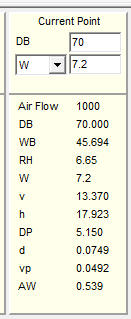 Current Point
DB 70
W 7.2
Air Flow 1000
DB 70.000
WB 45.694
RH 6.65
W 7.2
v 13.370
h 17.923
DP 5.150
d 0.0749
vp 0.0492
AW 0.539